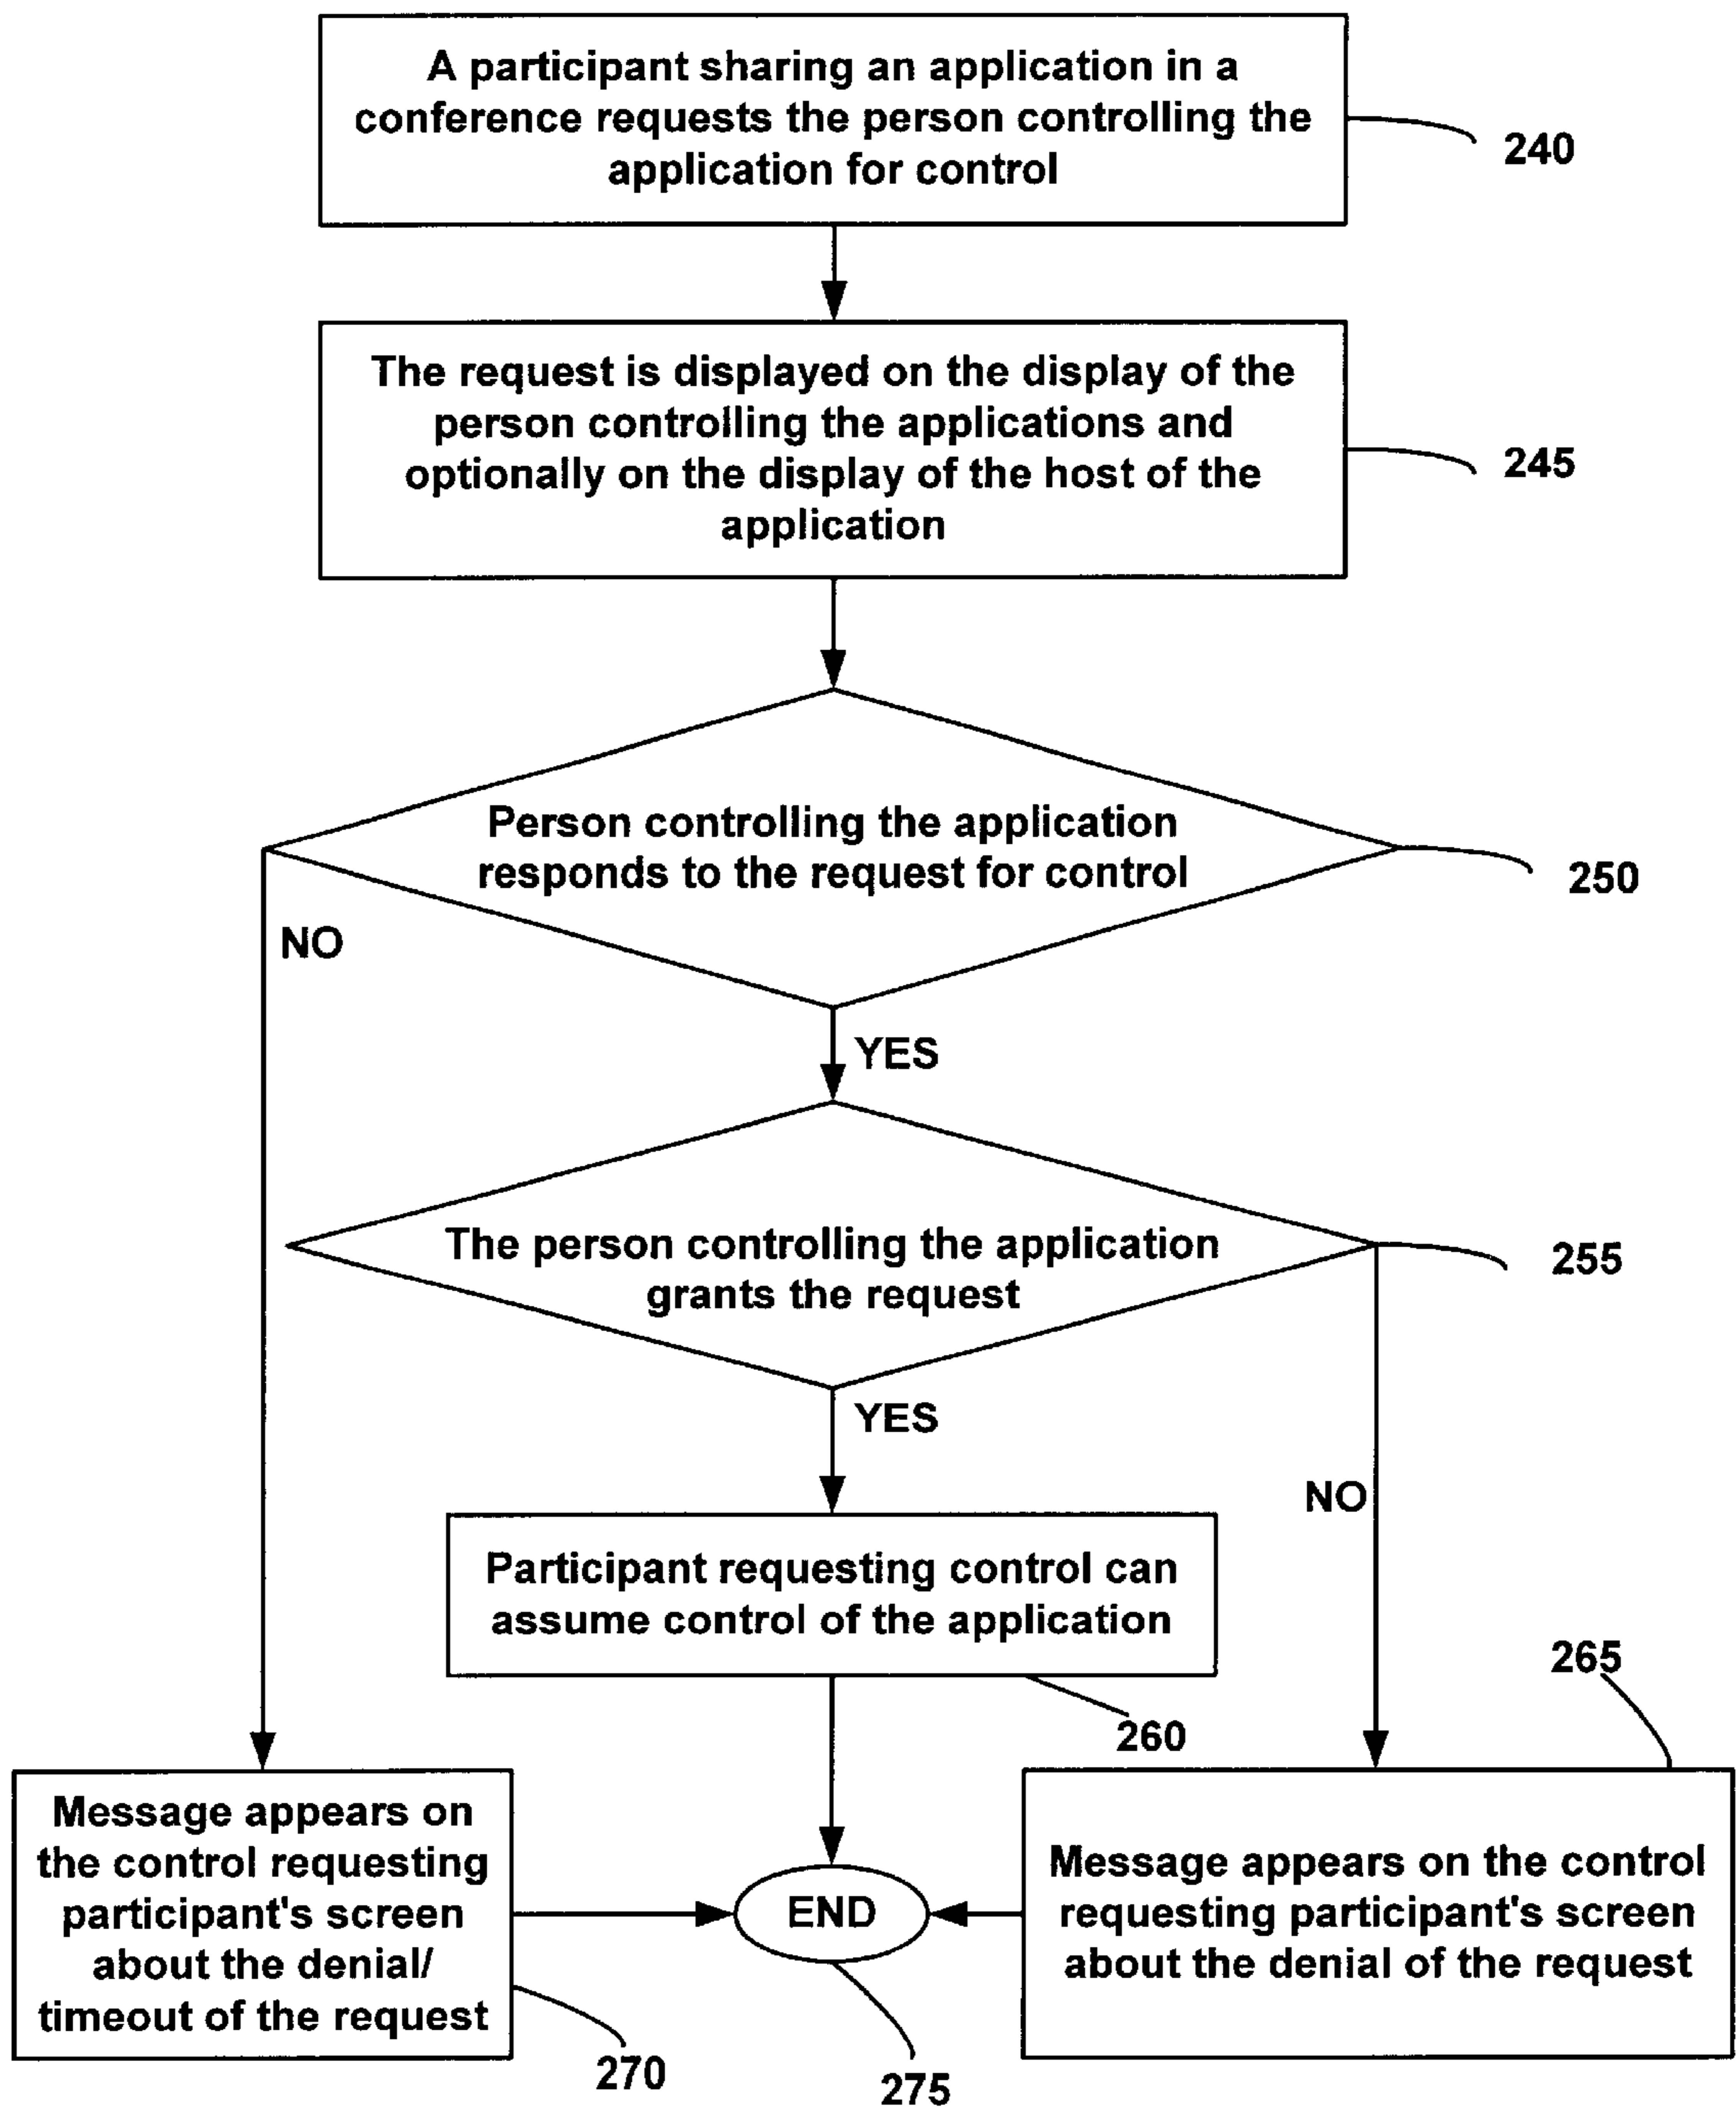 A participant sharing an application in a
conference requests the person controlling the
application for control
240
The request is displayed on the display of the
person controlling the applications and
optionally on the display of the host of the
application
245
Person controlling the application
responds to the request for control
250
NO
YES
The person controlling the application
grants the request
255
YES
NO
Participant requesting control can
assume control of the application
260
265
Message appears on
the control requesting
participant's screen
about the denial/
timeout of the request
270
END
275
Message appears on the control
requesting participant's screen
about the denial of the request